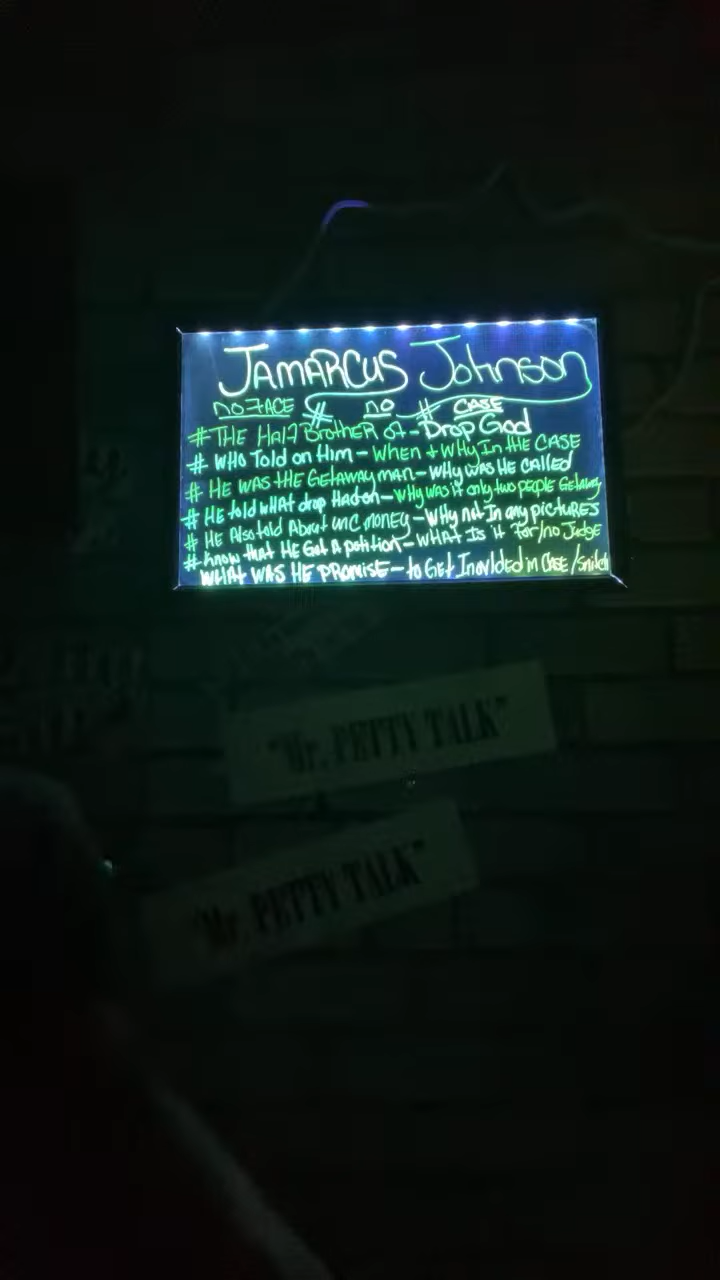 JAMARCUS Johnson
NO FACE # NO # CASE
# THE Half BrotHER of - Drop God
# WHO Told on Him - WHEN + WHY In tHE CASE
# HE WAS tHE GetawAY man - WHY was HE CAllED
# HE told WHAt drop Had on - WHY was it only two pEoplE GetawAY
# HE Also told About unc monEY - WHY not In any pictuRES
# Know tHat HE Got A potition - WHAt Is it for/no JudgE
WHAt WAS HE PRomisE - to GEt Inovlded in CASE/snitch
"Mr. PETTY TALK"
"Mr. PETTY TALK"